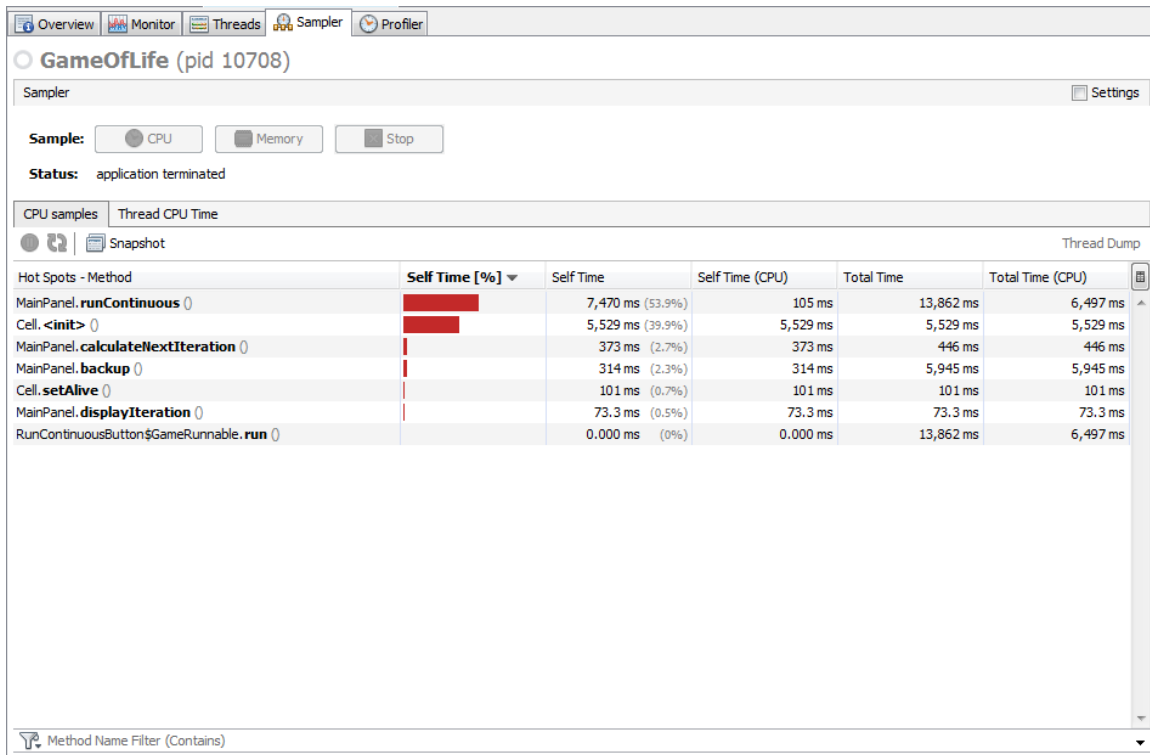 Overview Monitor Threads Sampler Profiler
GameOfLife (pid 10708)
Sampler Settings
Sample: CPU Memory Stop
Status: application terminated
CPU samples Thread CPU Time
Snapshot Thread Dump
Hot Spots - Method Self Time [%] Self Time Self Time (CPU) Total Time Total Time (CPU)
MainPanel.runContinuous () 7,470 ms (53.9%) 105 ms 13,862 ms 6,497 ms
Cell.<init> () 5,529 ms (39.9%) 5,529 ms 5,529 ms 5,529 ms
MainPanel.calculateNextIteration () 373 ms (2.7%) 373 ms 446 ms 446 ms
MainPanel.backup () 314 ms (2.3%) 314 ms 5,945 ms 5,945 ms
Cell.setAlive () 101 ms (0.7%) 101 ms 101 ms 101 ms
MainPanel.displayIteration () 73.3 ms (0.5%) 73.3 ms 73.3 ms 73.3 ms
RunContinuousButton$GameRunnable.run () 0.000 ms (0%) 0.000 ms 13,862 ms 6,497 ms
Method Name Filter (Contains)